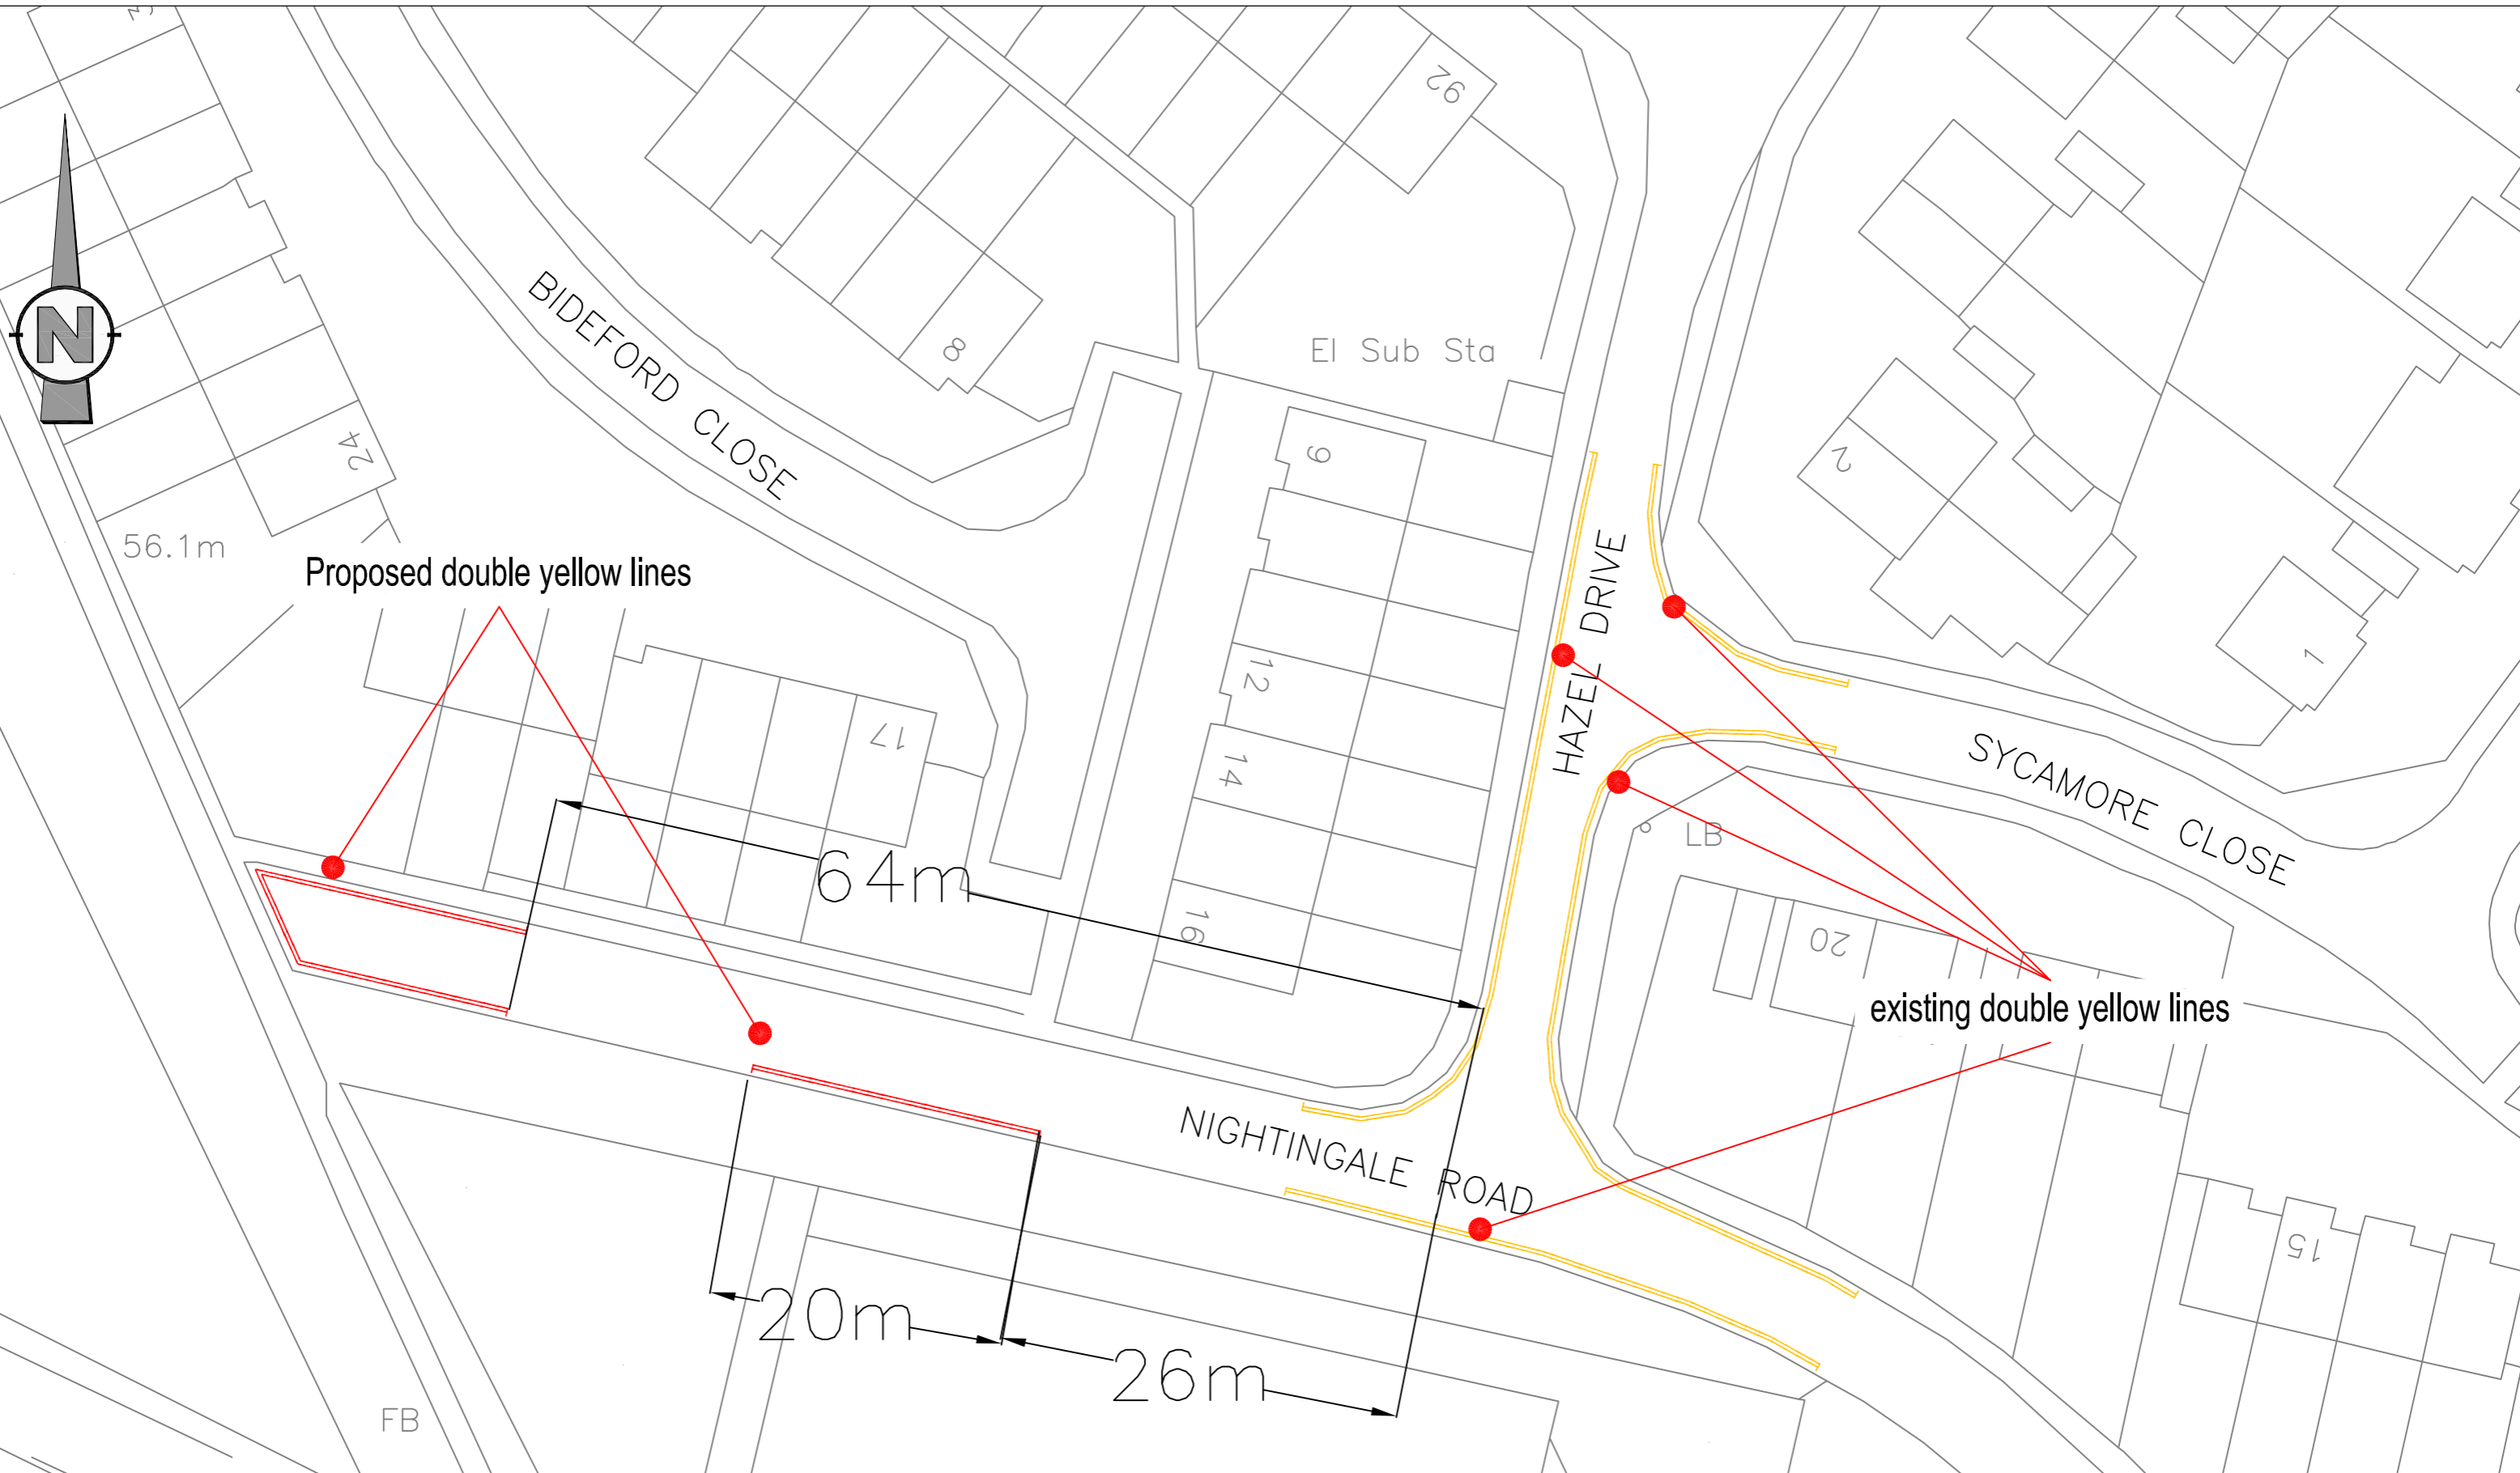 N
92
8
El Sub Sta
BIDEFORD CLOSE
24
9
2
56.1m
Proposed double yellow lines
HAZEL DRIVE
12
1
17
14
SYCAMORE CLOSE
LB
64m
16
20
existing double yellow lines
NIGHTINGALE ROAD
15
20m
26m
FB